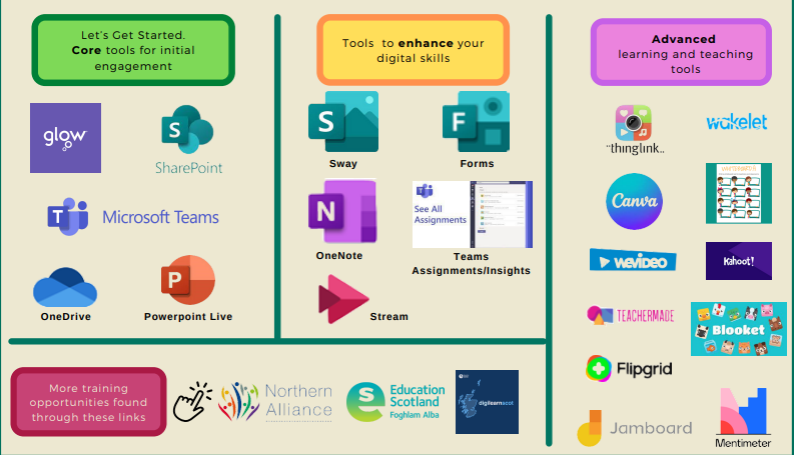 Let's Get Started.
Core tools for initial
engagement
glow
S
SharePoint
T
Microsoft Teams
OneDrive
P
Powerpoint Live
Tools to enhance your
digital skills
S
Sway
F
Forms
N
OneNote
See All
Assignments
Teams
Assignments/Insights
Stream
Advanced
learning and teaching
tools
"thinglink..
wakelet
Canva
WEVIDEO
Kahoot!
TEACHERMADE
Blooket
Flipgrid
Jamboard
Mentimeter
More training
opportunities found
through these links
Northern
Alliance
Education
Scotland
Foghlam Alba
digilearnscot